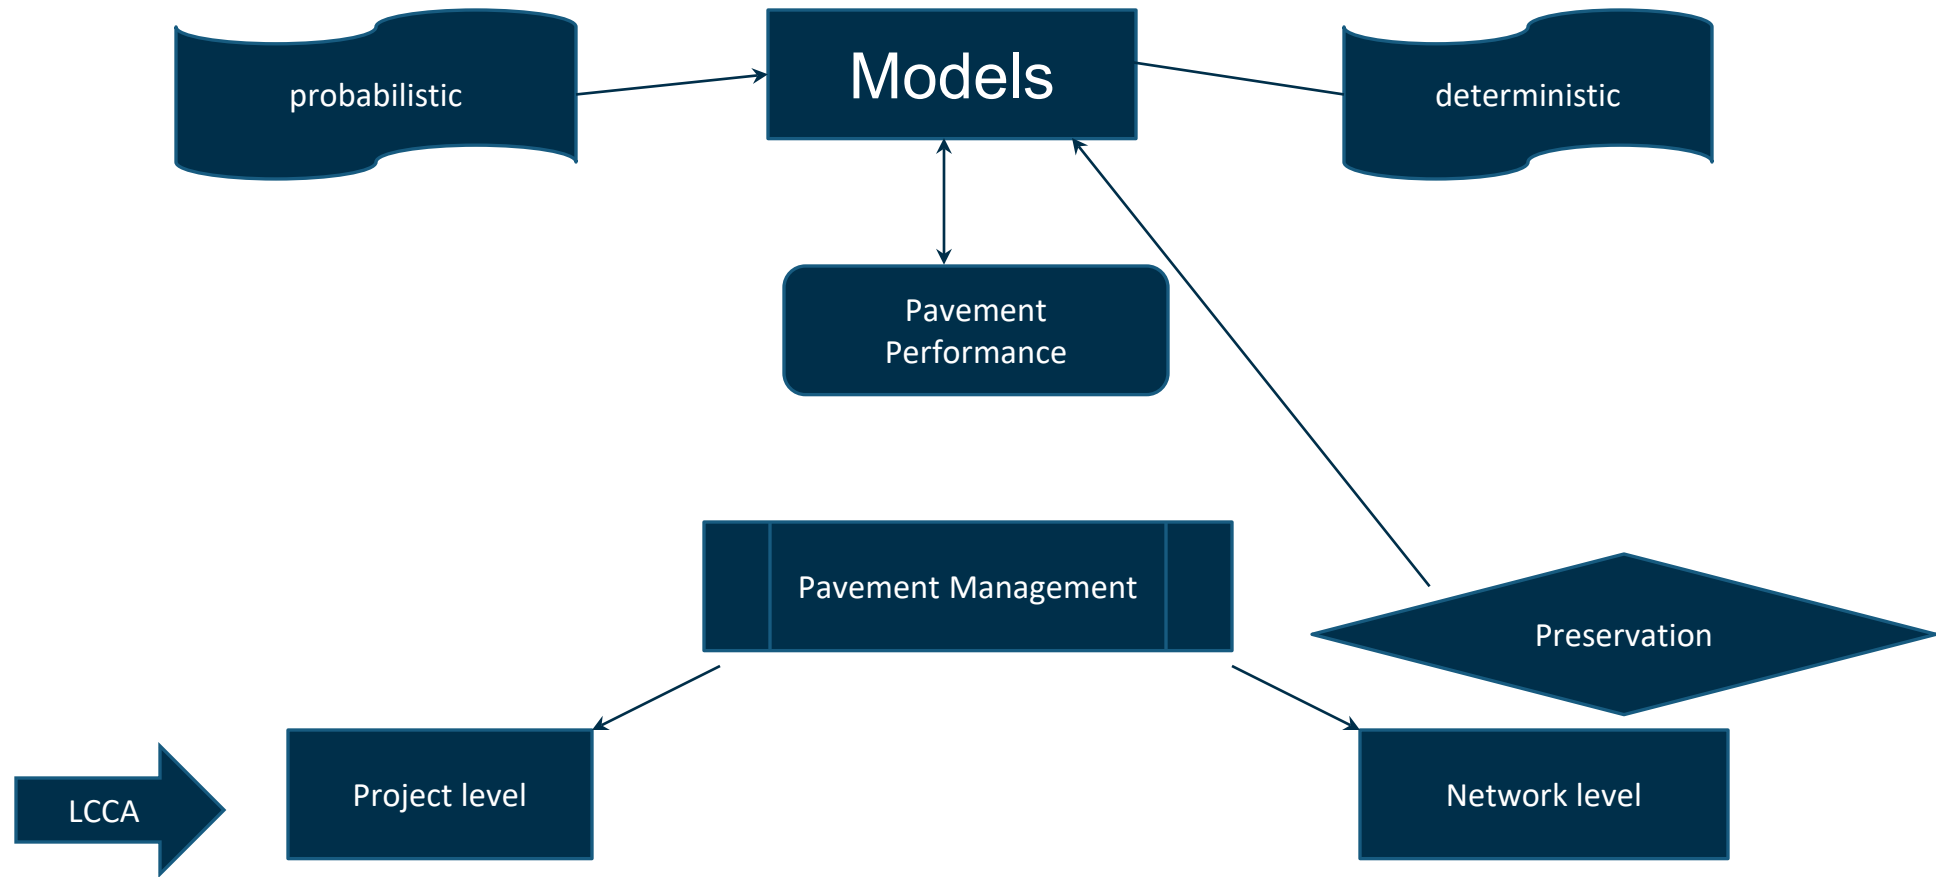 probabilistic
Models
deterministic
Pavement
Performance
Pavement Management
Preservation
LCCA
Project level
Network level